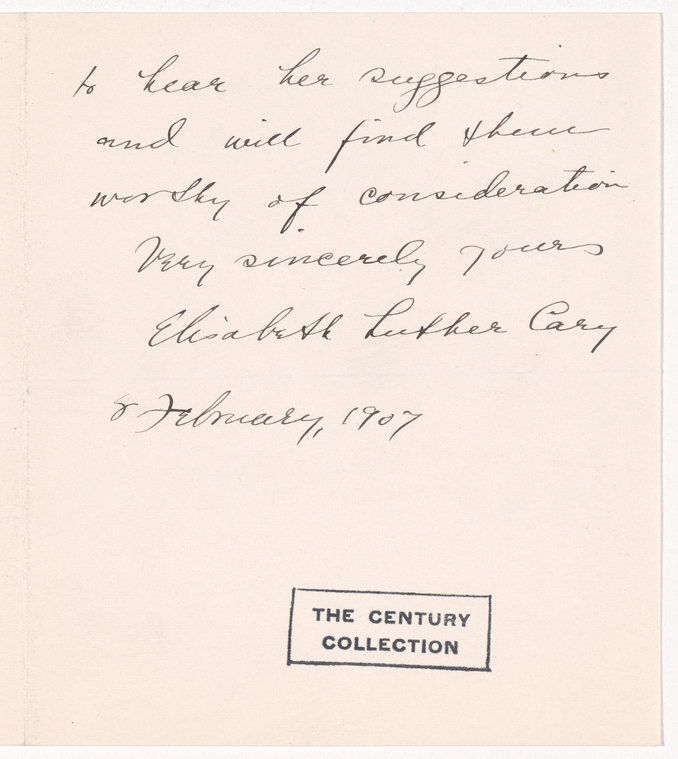 to hear her suggestions
and will find them
worthy of consideration
Very sincerely yours
Elisabeth Luther Cary
8 February, 1907
THE CENTURY
COLLECTION